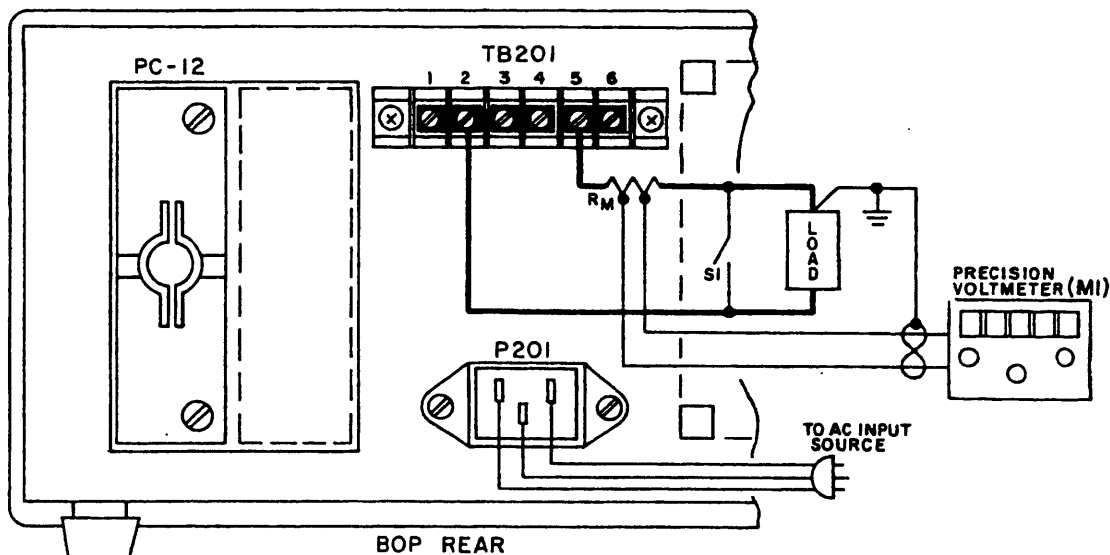 TB201
PC-12
1 2 3 4 5 6
RM
S1
LOAD
PRECISION
VOLTMETER (M1)
P201
TO AC INPUT
SOURCE
BOP REAR